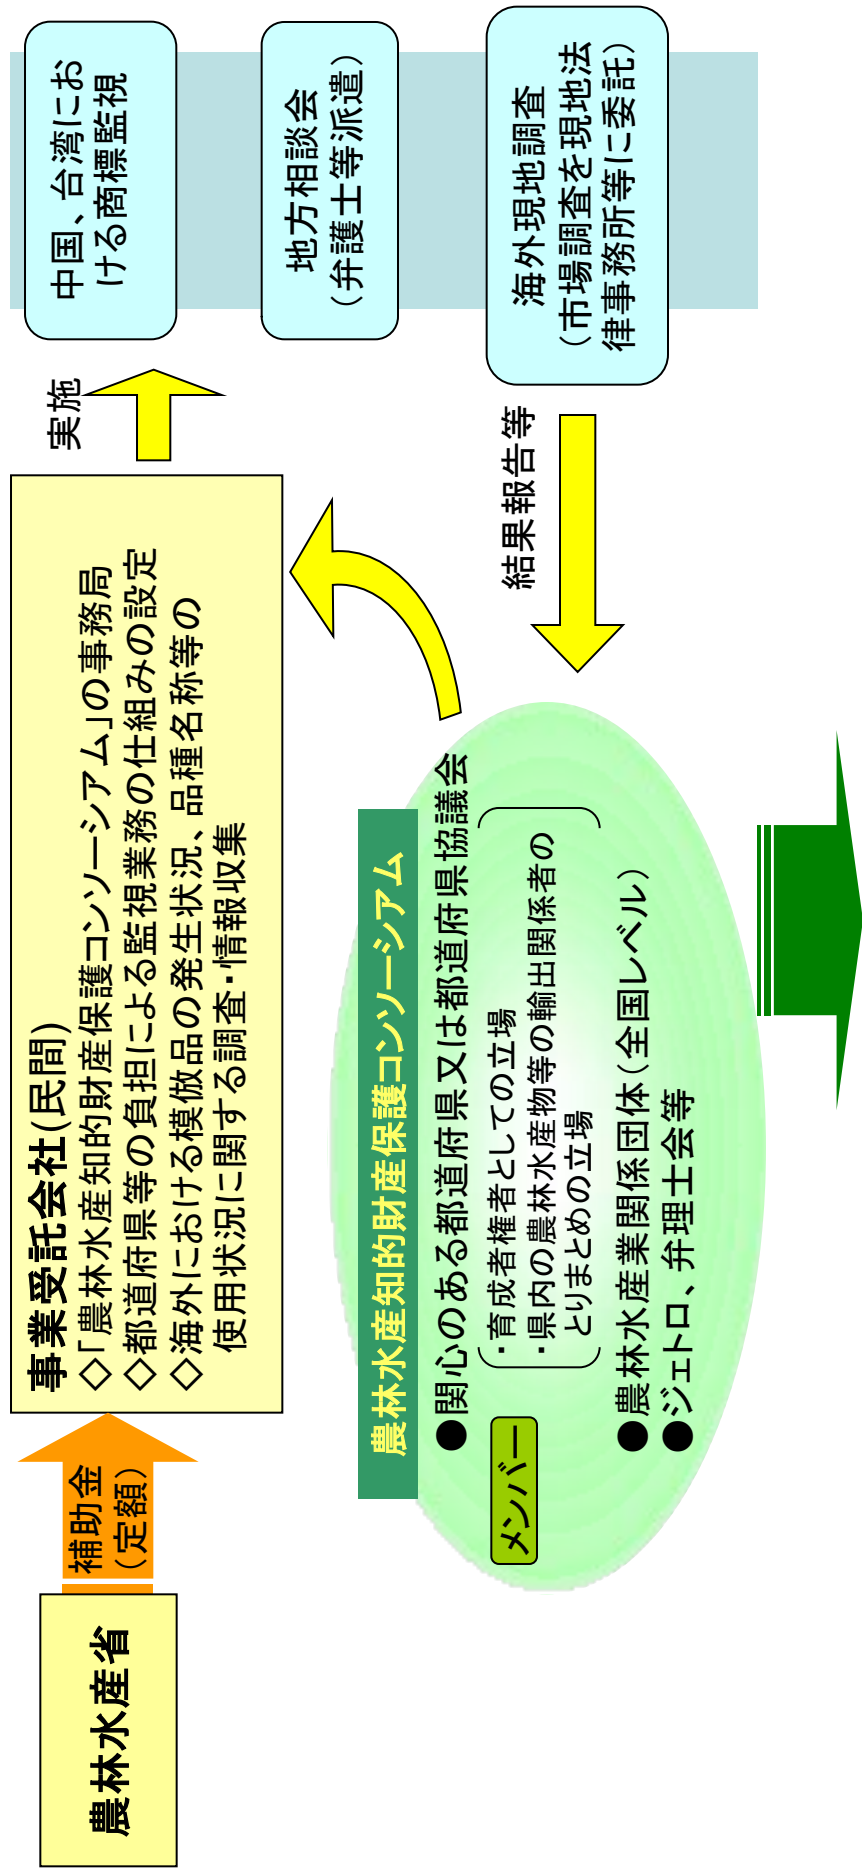 農林水産省
補助金
（定額）
事業受託会社(民間)
◇「農林水産知的財産保護コンソーシアム」の事務局
◇都道府県等の負担による監視業務の仕組みの設定
◇海外における模倣品の発生状況、品種名称等の
使用状況に関する調査・情報収集
実施
中国、台湾にお
ける商標監視
地方相談会
（弁護士等派遣）
海外現地調査
（市場調査を現地法
律事務所等に委託）
結果報告等
農林水産知的財産保護コンソーシアム
メンバー
●関心のある都道府県又は都道府県協議会
・育成者権者としての立場
・県内の農林水産物等の輸出関係者の
とりまとめの立場
●農林水産業関係団体（全国レベル）
●ジェトロ、弁理士会等